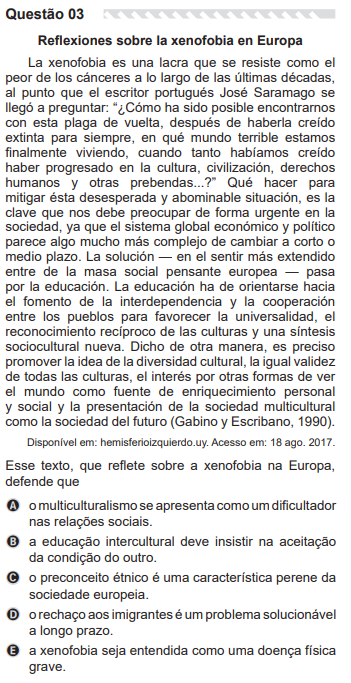 Questão 03
Reflexiones sobre la xenofobia en Europa
La xenofobia es una lacra que se resiste como el
peor de los cánceres a lo largo de las últimas décadas,
al punto que el escritor portugués José Saramago se
llegó a preguntar: “¿Cómo ha sido posible encontrarnos
con esta plaga de vuelta, después de haberla creído
extinta para siempre, en qué mundo terrible estamos
finalmente viviendo, cuando tanto habíamos creído
haber progresado en la cultura, civilización, derechos
humanos y otras prebendas...?” Qué hacer para
mitigar ésta desesperada y abominable situación, es la
clave que nos debe preocupar de forma urgente en la
sociedad, ya que el sistema global económico y político
parece algo mucho más complejo de cambiar a corto o
medio plazo. La solución — en el sentir más extendido
entre de la masa social pensante europea — pasa
por la educación. La educación ha de orientarse hacia
el fomento de la interdependencia y la cooperación
entre los pueblos para favorecer la universalidad, el
reconocimiento recíproco de las culturas y una síntesis
sociocultural nueva. Dicho de otra manera, es preciso
promover la idea de la diversidad cultural, la igual validez
de todas las culturas, el interés por otras formas de ver
el mundo como fuente de enriquecimiento personal
y social y la presentación de la sociedad multicultural
como la sociedad del futuro (Gabino y Escribano, 1990).
Disponível em: hemisferioizquierdo.uy. Acesso em: 18 ago. 2017.
Esse texto, que reflete sobre a xenofobia na Europa,
defende que
A o multiculturalismo se apresenta como um dificultador
nas relações sociais.
B a educação intercultural deve insistir na aceitação
da condição do outro.
C o preconceito étnico é uma característica perene da
sociedade europeia.
D o rechaço aos imigrantes é um problema solucionável
a longo prazo.
E a xenofobia seja entendida como uma doença física
grave.